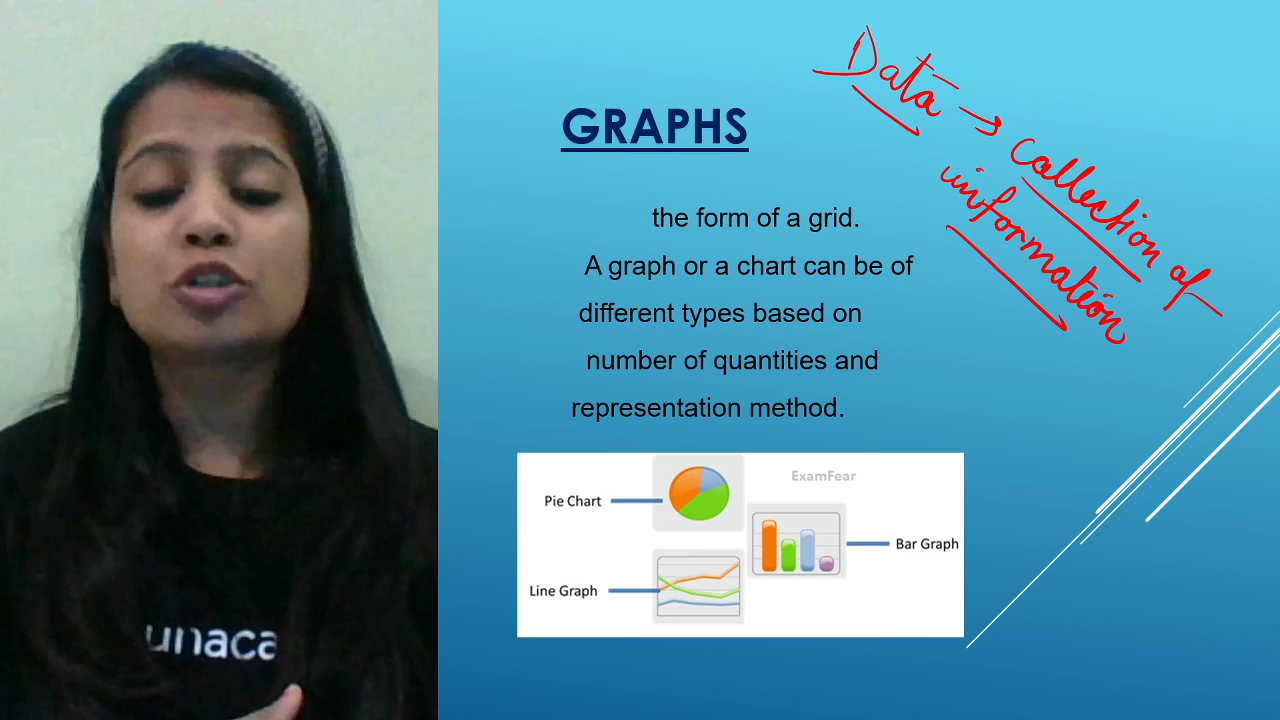 GRAPHS
Data → collection of
information
the form of a grid.
A graph or a chart can be of
different types based on
number of quantities and
representation method.
ExamFear
Pie Chart
Bar Graph
Line Graph
unaca